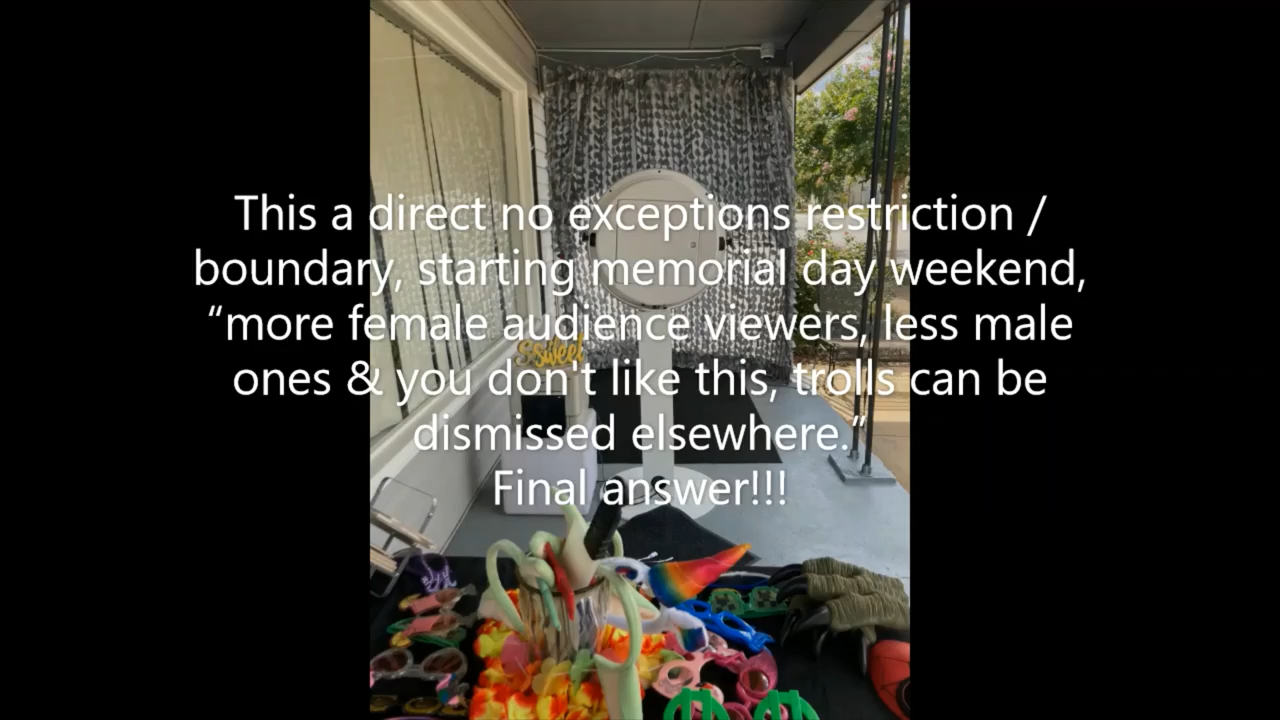 This a direct no exceptions restriction /
boundary, starting memorial day weekend,
“more female audience viewers, less male
ones & you don't like this, trolls can be
dismissed elsewhere.”
Final answer!!!
sweet